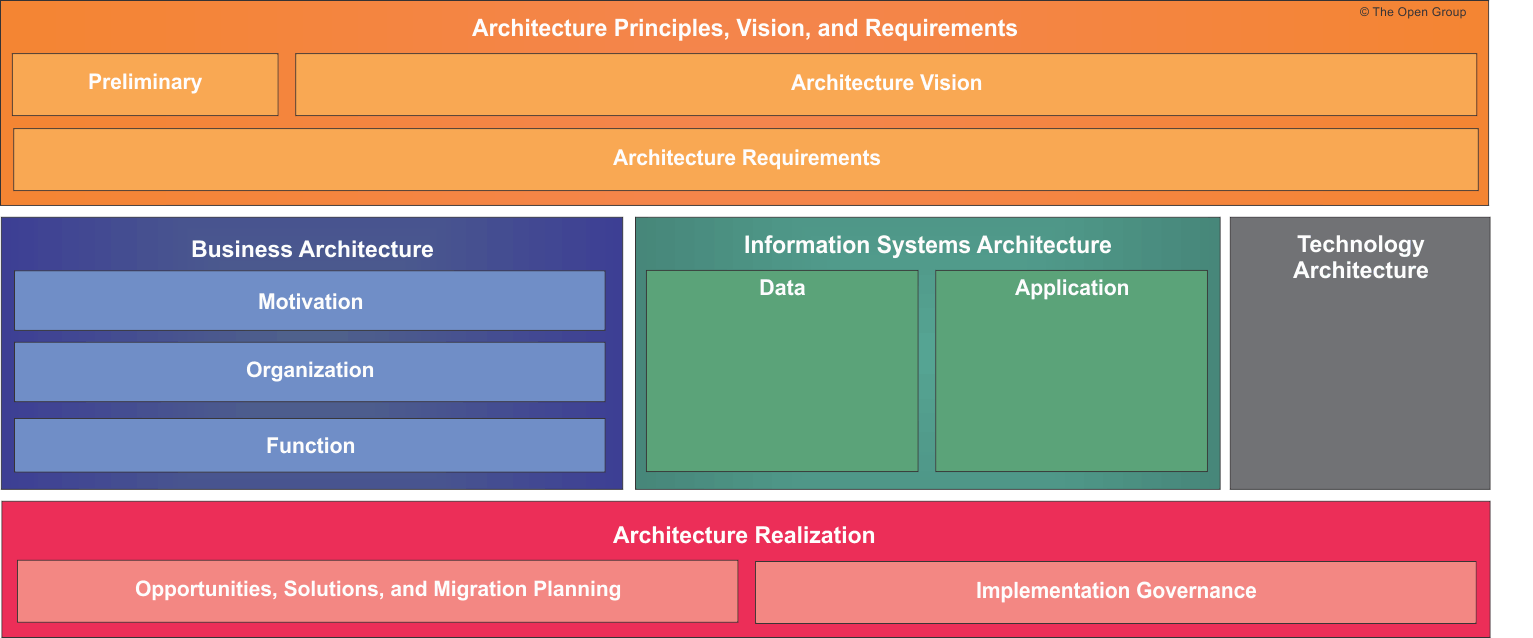 © The Open Group
Architecture Principles, Vision, and Requirements
Preliminary
Architecture Vision
Architecture Requirements
Business Architecture
Motivation
Organization
Function
Information Systems Architecture
Data
Application
Technology
Architecture
Architecture Realization
Opportunities, Solutions, and Migration Planning
Implementation Governance